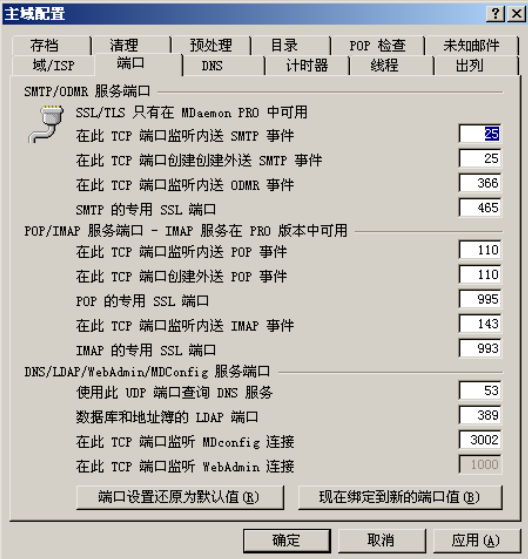 主域配置
存档 清理 预处理 目录 POP 检查 未知邮件
域/ISP 端口 DNS 计时器 线程 出列
SMTP/ODMR 服务端口
SSL/TLS 只有在 MDaemon PRO 中可用
在此 TCP 端口监听内送 SMTP 事件 25
在此 TCP 端口创建创建外送 SMTP 事件 25
在此 TCP 端口监听内送 ODMR 事件 366
SMTP 的专用 SSL 端口 465
POP/IMAP 服务端口 - IMAP 服务在 PRO 版本中可用
在此 TCP 端口监听内送 POP 事件 110
在此 TCP 端口创建外送 POP 事件 110
POP 的专用 SSL 端口 995
在此 TCP 端口监听内送 IMAP 事件 143
IMAP 的专用 SSL 端口 993
DNS/LDAP/WebAdmin/MDConfig 服务端口
使用此 UDP 端口查询 DNS 服务 53
数据库和地址簿的 LDAP 端口 389
在此 TCP 端口监听 MDconfig 连接 3002
在此 TCP 端口监听 WebAdmin 连接 1000
端口设置还原为默认值(R) 现在绑定到新的端口值(B)
确定 取消 应用(A)